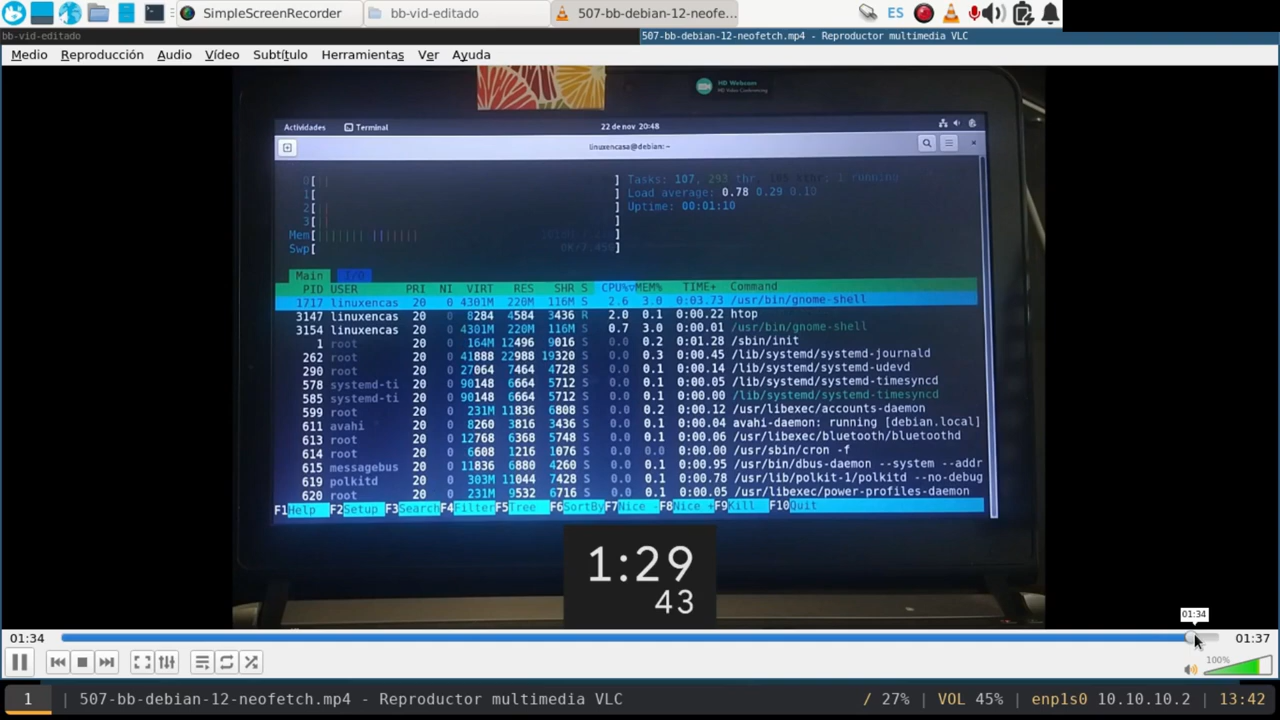 SimpleScreenRecorder
bb-vid-editado
507-bb-debian-12-neofe...
ES
bb-vid-editado
507-bb-debian-12-neofetch.mp4 - Reproductor multimedia VLC
Medio Reproducción Audio Vídeo Subtítulo Herramientas Ver Ayuda
HD Webcam
HD Video Conferencing
Actividades Terminal 22 de nov 20:48
linuxencasa@debian: ~
0[ ] Tasks: 107, 293 thr, 1 running
1[ ] Load average: 0.78 0.29 0.10
2[ ] Uptime: 00:01:10
3[ ]
Mem[
Swp[ ]
Main I/O
PID USER PRI NI VIRT RES SHR S CPU%▽MEM% TIME+ Command
1717 linuxencas 20 0 4301M 220M 116M S 2.6 3.0 0:03.73 /usr/bin/gnome-shell
3147 linuxencas 20 0 8284 4584 3436 R 2.0 0.1 0:00.22 htop
3154 linuxencas 20 0 4301M 220M 116M S 0.7 3.0 0:00.01 /usr/bin/gnome-shell
1 root 20 0 164M 12496 9016 S 0.0 0.2 0:01.28 /sbin/init
262 root 20 0 41888 22988 19320 S 0.0 0.3 0:00.45 /lib/systemd/systemd-journald
290 root 20 0 27064 7464 4728 S 0.0 0.1 0:00.14 /lib/systemd/systemd-udevd
578 systemd-ti 20 0 90148 6664 5712 S 0.0 0.1 0:00.05 /lib/systemd/systemd-timesyncd
585 systemd-ti 20 0 90148 6664 5712 S 0.0 0.1 0:00.00 /lib/systemd/systemd-timesyncd
599 root 20 0 231M 11836 6808 S 0.0 0.2 0:00.12 /usr/libexec/accounts-daemon
611 avahi 20 0 8260 3816 3436 S 0.0 0.1 0:00.04 avahi-daemon: running [debian.local]
613 root 20 0 12768 6368 5748 S 0.0 0.1 0:00.06 /usr/libexec/bluetooth/bluetoothd
614 root 20 0 6608 1216 1076 S 0.0 0.0 0:00.00 /usr/sbin/cron -f
615 messagebus 20 0 11836 6880 4260 S 0.0 0.1 0:00.95 /usr/bin/dbus-daemon --system --addr
619 polkitd 20 0 303M 11044 7428 S 0.0 0.1 0:00.78 /usr/lib/polkit-1/polkitd --no-debug
620 root 20 0 231M 9532 6716 S 0.0 0.1 0:00.05 /usr/libexec/power-profiles-daemon
F1Help F2Setup F3SearchF4FilterF5Tree F6SortByF7Nice -F8Nice +F9Kill F10Quit
1:29
43
01:34
01:34 01:37
100%
1 | 507-bb-debian-12-neofetch.mp4 - Reproductor multimedia VLC / 27% | VOL 45% | enp1s0 10.10.10.2 | 13:42